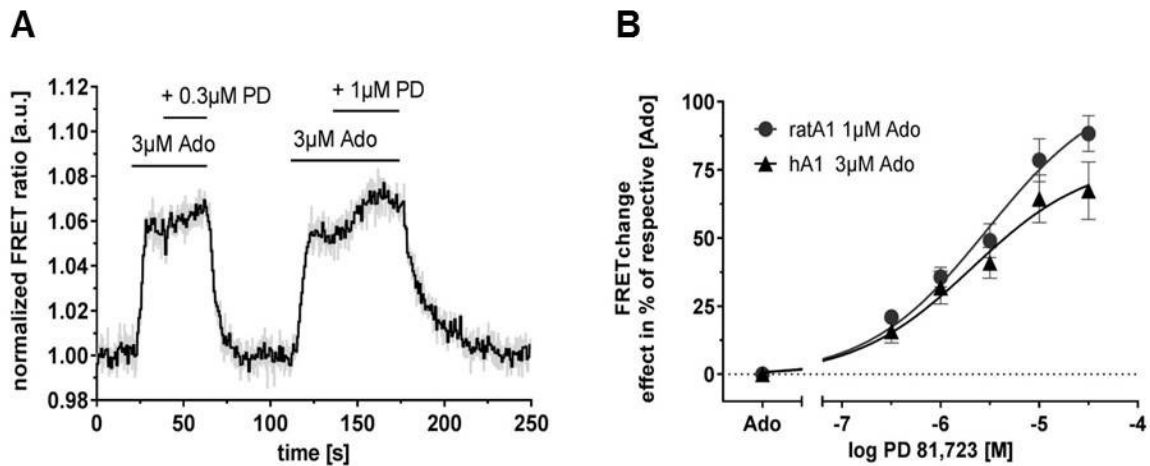 A
normalized FRET ratio [a.u.]
1.12
1.10
1.08
1.06
1.04
1.02
1.00
0.98
+ 0.3µM PD
3µM Ado
+ 1µM PD
3µM Ado
0 50 100 150 200 250
time [s]
B
FRETchange
effect in % of respective [Ado]
100
75
50
25
0
ratA1 1µM Ado
hA1 3µM Ado
Ado -7 -6 -5 -4
log PD 81,723 [M]